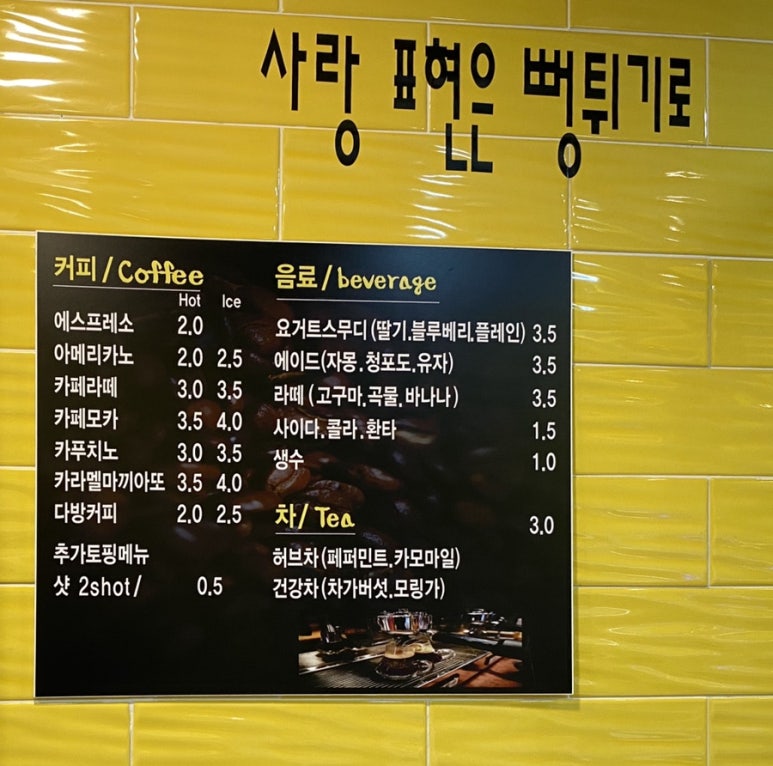 사랑 표현은 뻥튀기로
커피 / Coffee
Hot Ice
에스프레소 2.0
아메리카노 2.0 2.5
카페라떼 3.0 3.5
카페모카 3.5 4.0
카푸치노 3.0 3.5
카라멜마끼아또 3.5 4.0
다방커피 2.0 2.5
추가토핑메뉴
샷 2shot/ 0.5
음료 / beverage
요거트스무디 (딸기.블루베리.플레인) 3.5
에이드(자몽.청포도.유자) 3.5
라떼 (고구마.곡물.바나나) 3.5
사이다.콜라.환타 1.5
생수 1.0
차/ Tea 3.0
허브차(페퍼민트.카모마일)
건강차(차가버섯.모링가)